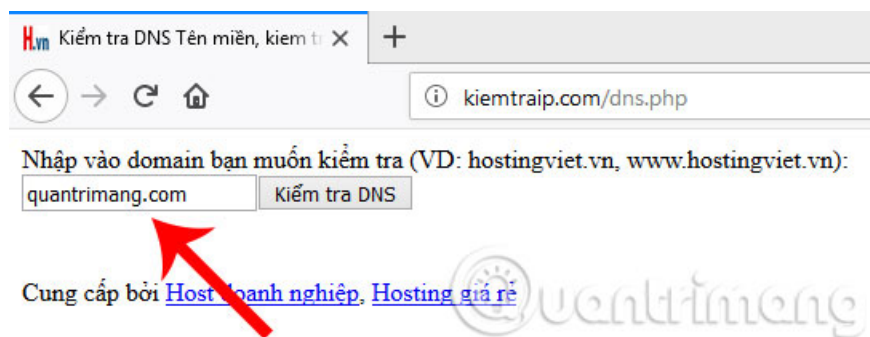 H.vn Kiểm tra DNS Tên miền, kiem tr
kiemtraip.com/dns.php
Nhập vào domain bạn muốn kiểm tra (VD: hostingviet.vn, www.hostingviet.vn):
quantrimang.com Kiểm tra DNS
Cung cấp bởi Host doanh nghiệp, Hosting giá rẻ
Quantrimang